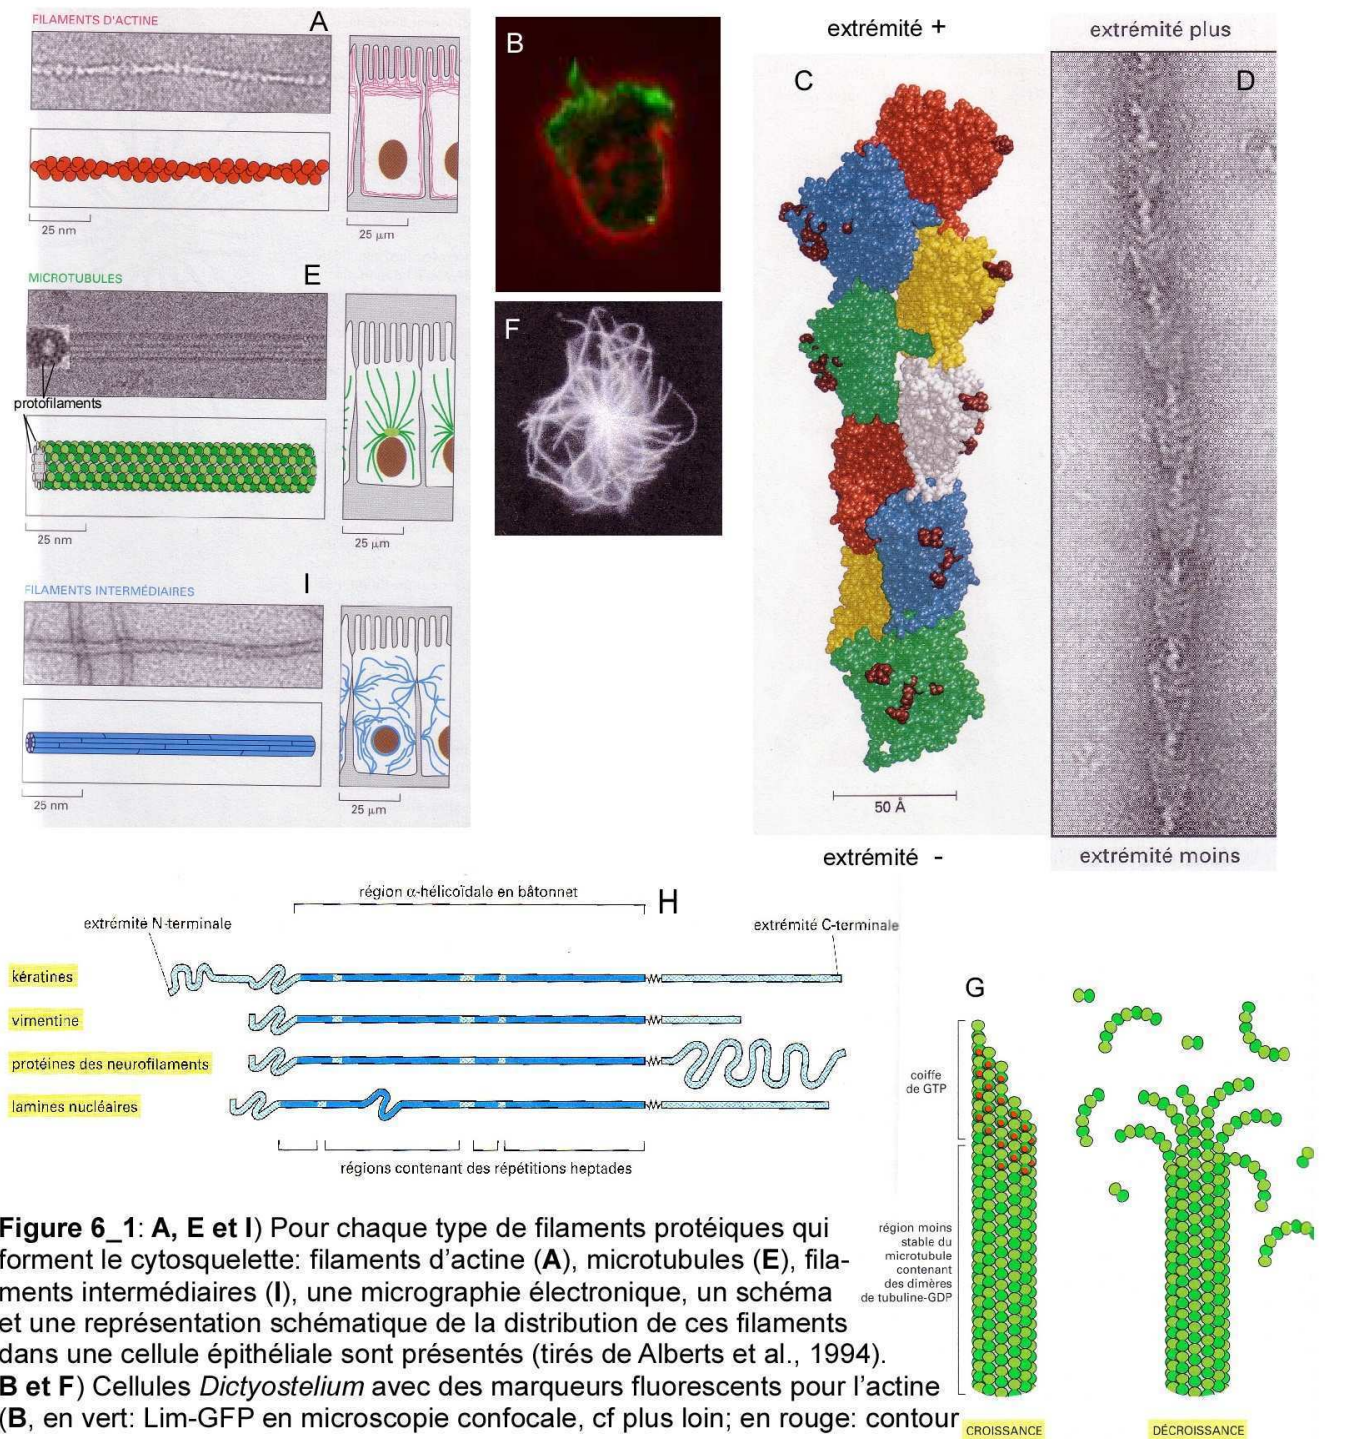 FILAMENTS D'ACTINE
A
25 nm
25 µm
B
extrémité +
C
extrémité plus
D
MICROTUBULES
E
protofilaments
25 nm
25 µm
F
FILAMENTS INTERMÉDIAIRES
I
25 nm
25 µm
50 Å
extrémité -
extrémité moins
région α-hélicoïdale en bâtonnet
H
extrémité N-terminale
extrémité C-terminale
kératines
vimentine
protéines des neurofilaments
lamines nucléaires
régions contenant des répétitions heptades
G
coiffe
de GTP
région moins
stable du
microtubule
contenant
des dimères
de tubuline-GDP
CROISSANCE
DÉCROISSANCE
Figure 6_1: A, E et I) Pour chaque type de filaments protéiques qui
forment le cytosquelette: filaments d'actine (A), microtubules (E), fila-
ments intermédiaires (I), une micrographie électronique, un schéma
et une représentation schématique de la distribution de ces filaments
dans une cellule épithéliale sont présentés (tirés de Alberts et al., 1994).
B et F) Cellules Dictyostelium avec des marqueurs fluorescents pour l'actine
(B, en vert: Lim-GFP en microscopie confocale, cf plus loin; en rouge: contour